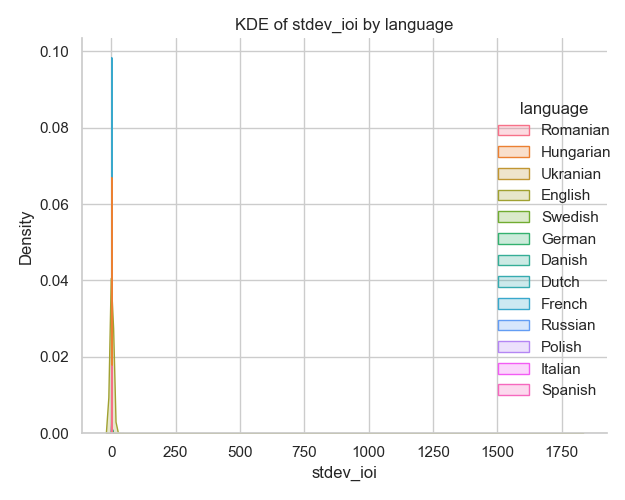 KDE of stdev_ioi by language
0.10
0.08
0.06
0.04
0.02
0.00
Density
0
250
500
750
1000
1250
1500
1750
stdev_ioi
language
Romanian
Hungarian
Ukranian
English
Swedish
German
Danish
Dutch
French
Russian
Polish
Italian
Spanish